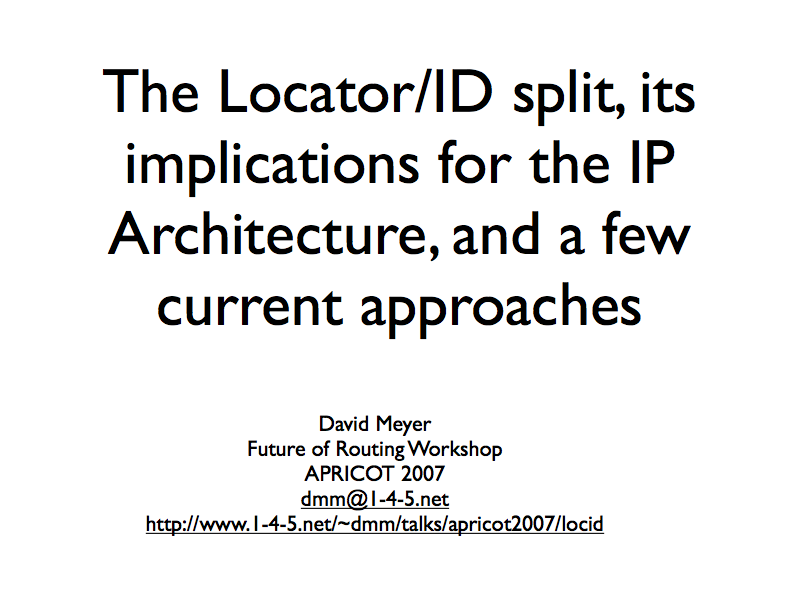 The Locator/ID split, its
implications for the IP
Architecture, and a few
current approaches
David Meyer
Future of Routing Workshop
APRICOT 2007
dmm@1-4-5.net
http://www.1-4-5.net/~dmm/talks/apricot2007/locid